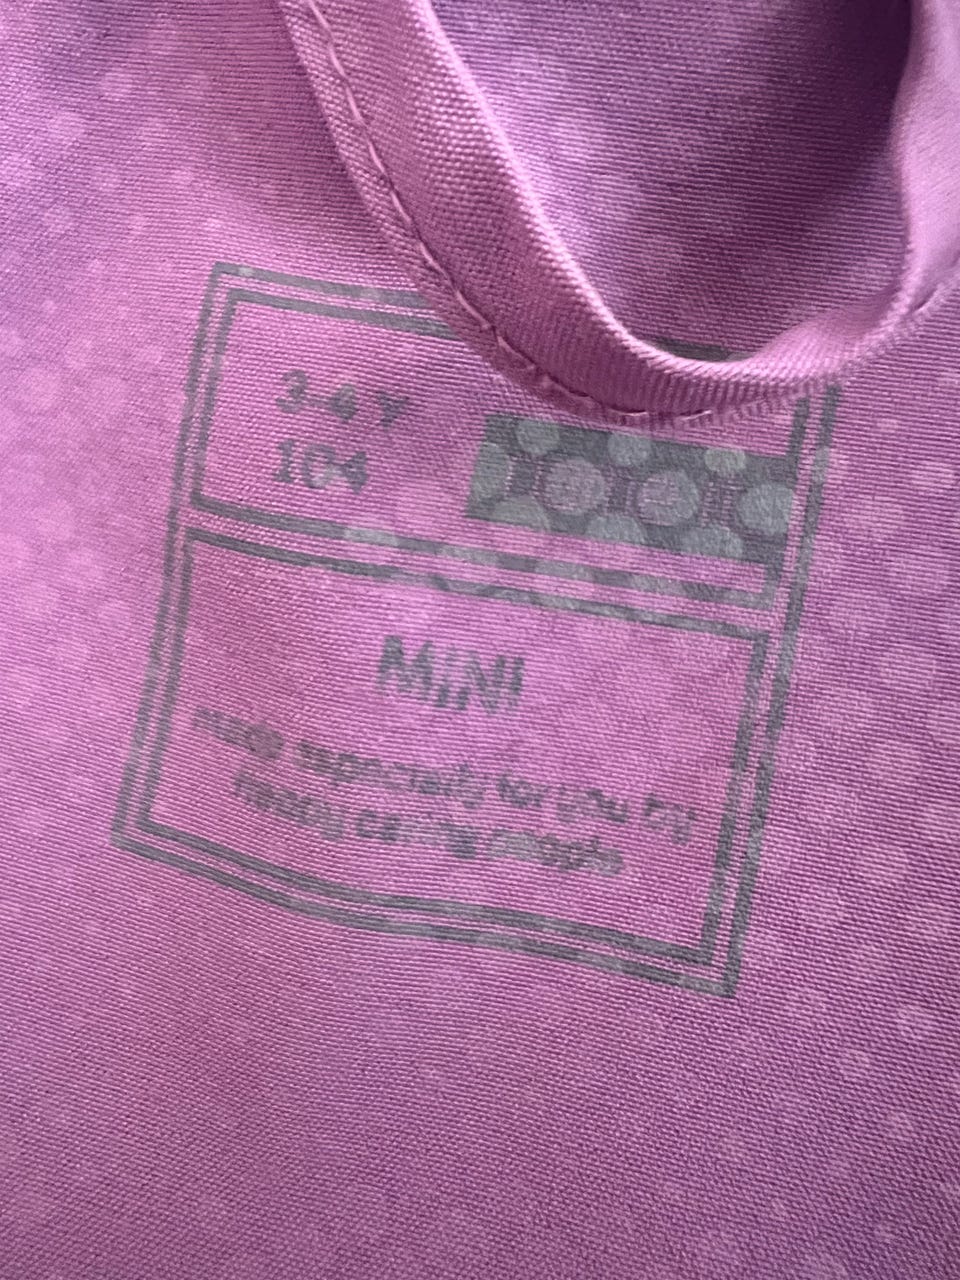 3-4 Y
104
MiNI
made especially for you by
really caring people